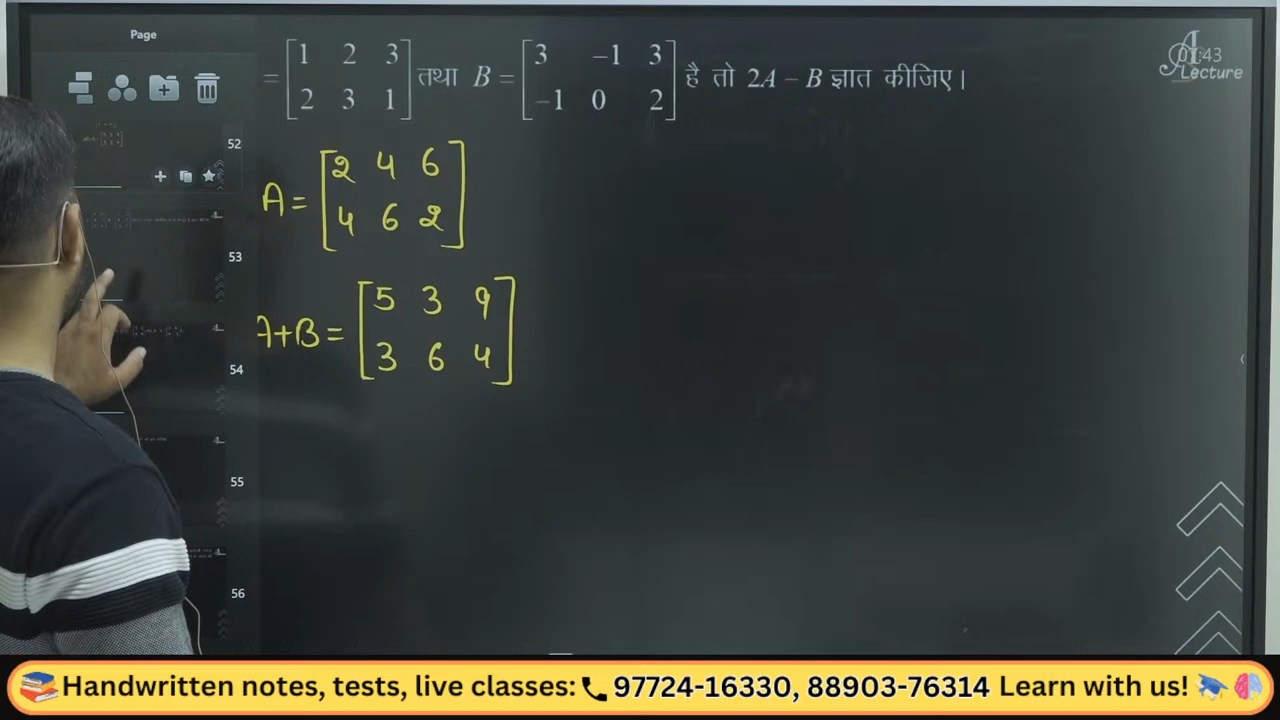 Page
01:43
A Lecture
= [1 2 3 तथा B = [3 –1 3 है तो 2A – B ज्ञात कीजिए।
2 3 1] –1 0 2]
52
A = [2 4 6
4 6 2]
53
A+B = [5 3 9
3 6 4]
54
55
56
Handwritten notes, tests, live classes: 97724-16330, 88903-76314 Learn with us!